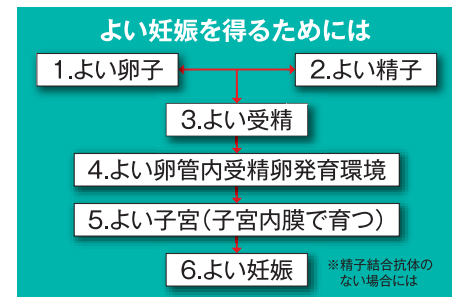 よい妊娠を得るためには
1.よい卵子
2.よい精子
3.よい受精
4.よい卵管内受精卵発育環境
5.よい子宮(子宮内膜で育つ)
6.よい妊娠
※精子結合抗体の
ない場合には